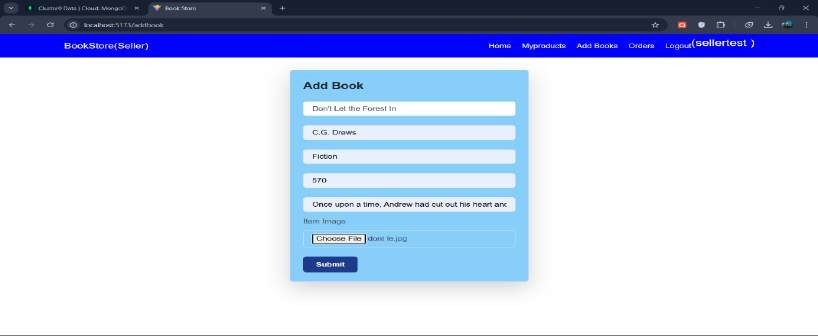 Cluster0 Data | Cloud: MongoD
Book Store
localhost:5173/addbook
BookStore(Seller)
Home Myproducts Add Books Orders Logout(sellertest )
Add Book
Don't Let the Forest In
C.G. Drews
Fiction
570
Once upon a time, Andrew had cut out his heart and
Item Image
Choose File dont le.jpg
Submit